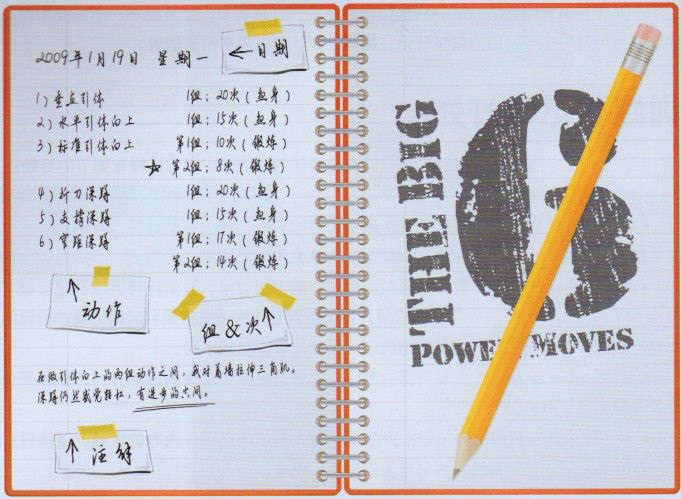 2009年1月19日 星期一
←日期
1)垂直引体 1组;20次(热身)
2)水平引体向上 1组;15次(热身)
3)标准引体向上 第1组;10次(锻炼)
☆ 第2组;8次(锻炼)
4)折刀深蹲 1组;20次(热身)
5)支撑深蹲 1组;15次(热身)
6)窄距深蹲 第1组;17次(锻炼)
第2组;14次(锻炼)
↑
动作
组&次↑
在做引体向上的两组动作之间,我对着墙拉伸三角肌。
深蹲仍然感觉轻松,有进步的空间。
↑注解
THE BIG
6
POWER MOVES